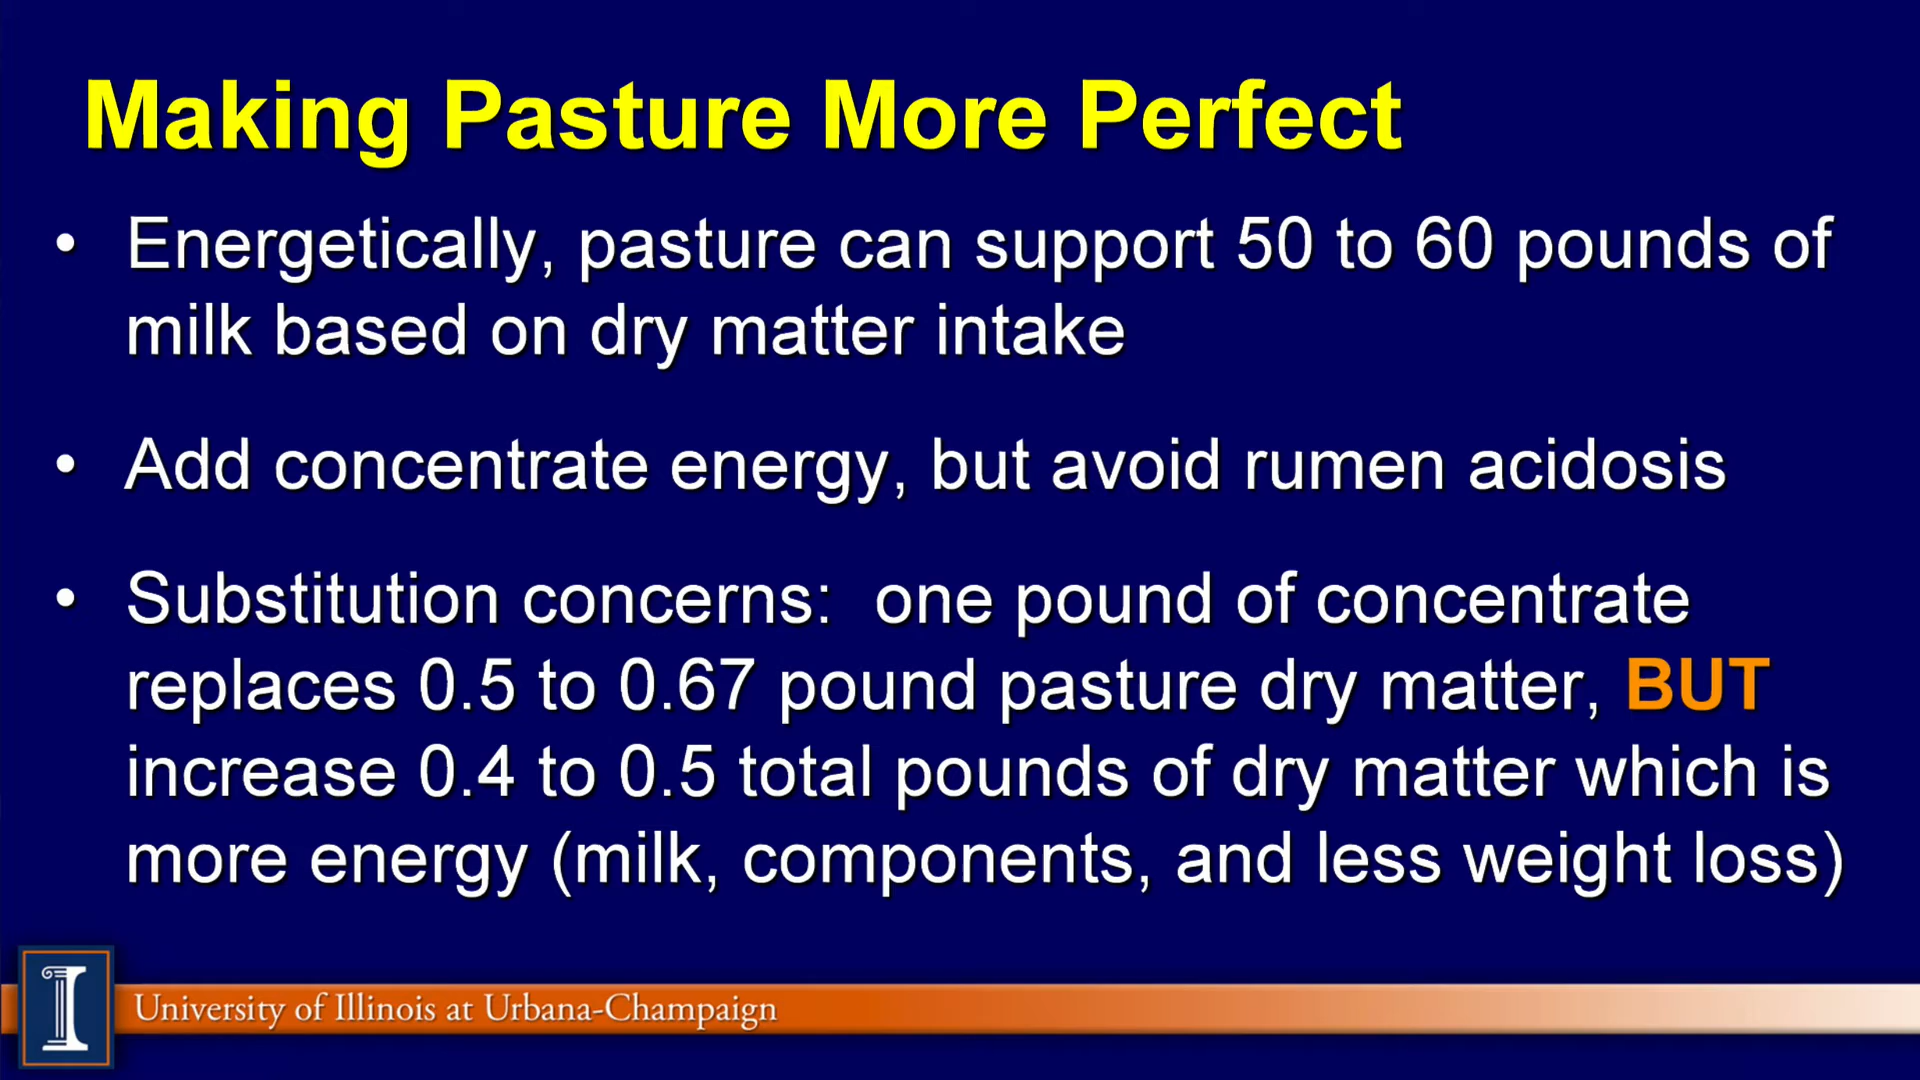 Making Pasture More Perfect
• Energetically, pasture can support 50 to 60 pounds of
milk based on dry matter intake
• Add concentrate energy, but avoid rumen acidosis
• Substitution concerns:  one pound of concentrate
replaces 0.5 to 0.67 pound pasture dry matter, BUT
increase 0.4 to 0.5 total pounds of dry matter which is
more energy (milk, components, and less weight loss)
I
University of Illinois at Urbana-Champaign